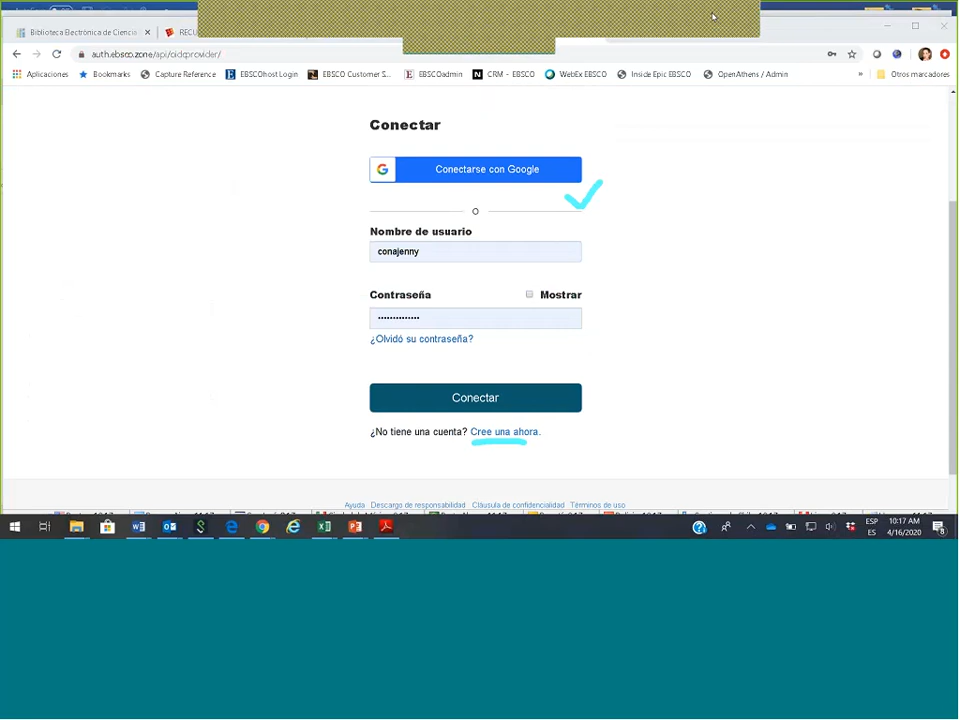 Biblioteca Electrónica de Ciencia
RECU
auth.ebsco.zone/api/oidcprovider/
Aplicaciones Bookmarks Capture Reference EBSCOhost Login EBSCO Customer S... EBSCOadmin CRM - EBSCO WebEx EBSCO Inside Epic EBSCO OpenAthens / Admin » Otros marcadores
Conectar
Conectarse con Google
O
Nombre de usuario
conajenny
Contraseña Mostrar
¿Olvidó su contraseña?
Conectar
¿No tiene una cuenta? Cree una ahora.
Ayuda Descargo de responsabilidad Cláusula de confidencialidad Términos de uso
ESP 10:17 AM
ES 4/16/2020